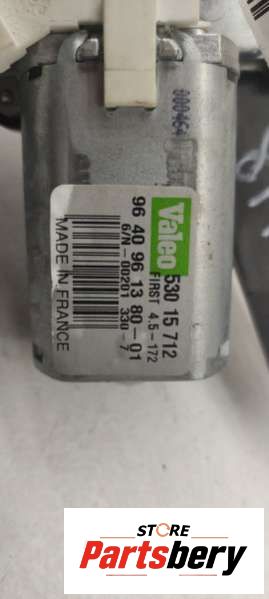 000464
Valeo
530 15 712
FIRST 4.5-172
96 40 96 13 80-01
6/N-00201 330-7
MADE IN FRANCE
STORE
Partsbery